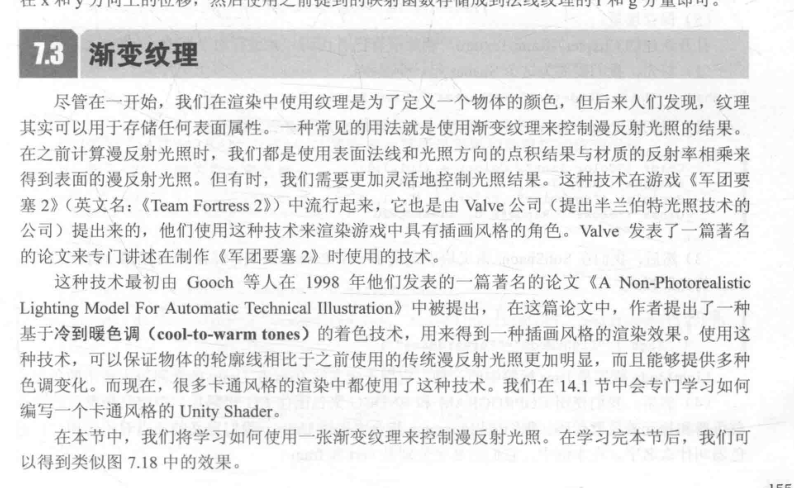 在 x 和 y 方向上的位移，然后使用之前提到的映射函数存储成到法线纹理的 r 和 g 分量即可。
7.3 渐变纹理
尽管在一开始，我们在渲染中使用纹理是为了定义一个物体的颜色，但后来人们发现，纹理
其实可以用于存储任何表面属性。一种常见的用法就是使用渐变纹理来控制漫反射光照的结果。
在之前计算漫反射光照时，我们都是使用表面法线和光照方向的点积结果与材质的反射率相乘来
得到表面的漫反射光照。但有时，我们需要更加灵活地控制光照结果。这种技术在游戏《军团要
塞 2》（英文名：《Team Fortress 2》）中流行起来，它也是由 Valve 公司（提出半兰伯特光照技术的
公司）提出来的，他们使用这种技术来渲染游戏中具有插画风格的角色。Valve 发表了一篇著名
的论文来专门讲述在制作《军团要塞 2》时使用的技术。
这种技术最初由 Gooch 等人在 1998 年他们发表的一篇著名的论文《A Non-Photorealistic
Lighting Model For Automatic Technical Illustration》中被提出， 在这篇论文中，作者提出了一种
基于冷到暖色调（cool-to-warm tones）的着色技术，用来得到一种插画风格的渲染效果。使用这
种技术，可以保证物体的轮廓线相比于之前使用的传统漫反射光照更加明显，而且能够提供多种
色调变化。而现在，很多卡通风格的渲染中都使用了这种技术。我们在 14.1 节中会专门学习如何
编写一个卡通风格的 Unity Shader。
在本节中，我们将学习如何使用一张渐变纹理来控制漫反射光照。在学习完本节后，我们可
以得到类似图 7.18 中的效果。
155